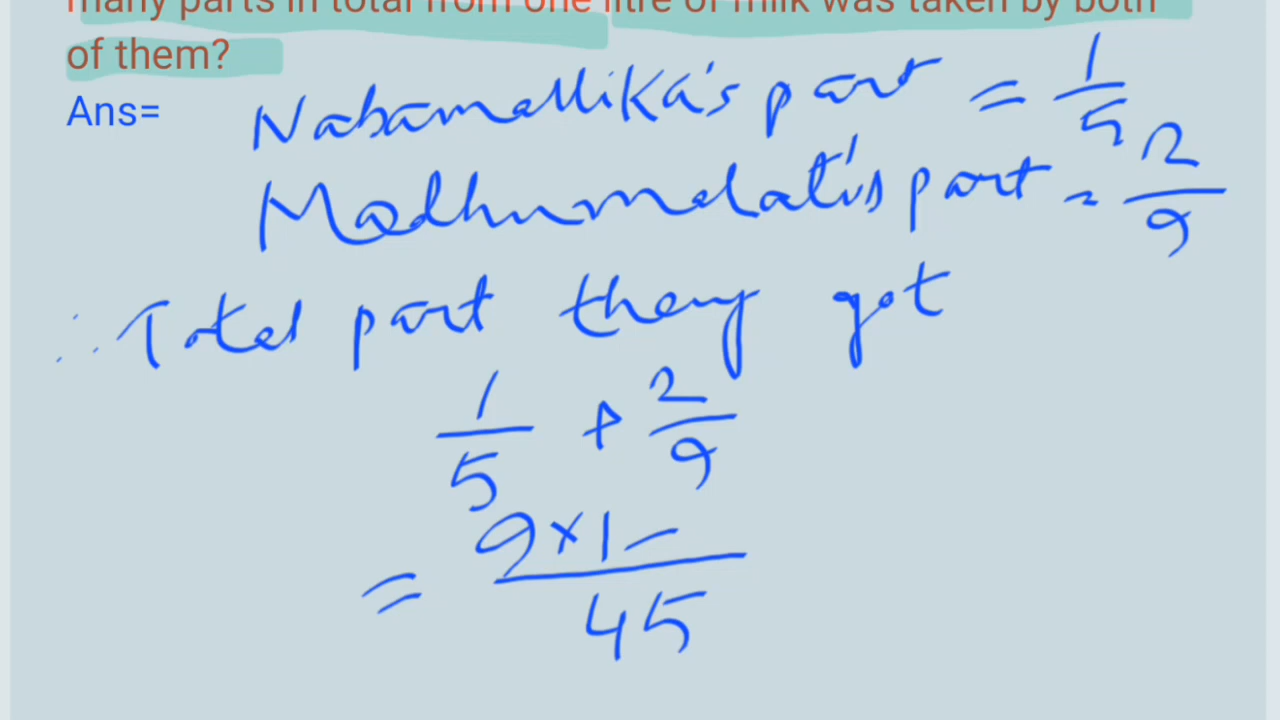 many parts in total from one litre of milk was taken by both
of them?
Ans= Nabamallika's part = 1/5
Madhumalati's part = 2/9
∴ Total part they got
1/5 + 2/9
= 9×1−/45